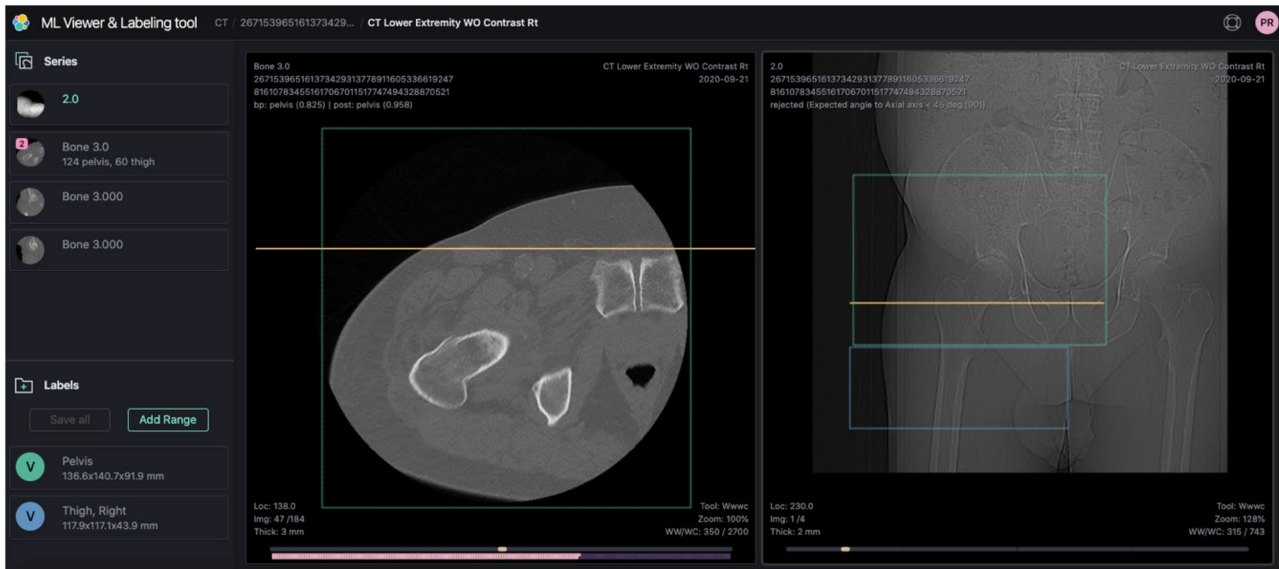 ML Viewer & Labeling tool
CT / 267153965161373429... / CT Lower Extremity WO Contrast Rt
PR
Series
2.0
2
Bone 3.0
124 pelvis, 60 thigh
Bone 3.000
Bone 3.000
Labels
Save all
Add Range
V
Pelvis
136.6x140.7x91.9 mm
V
Thigh, Right
117.9x117.1x43.9 mm
Bone 3.0
CT Lower Extremity WO Contrast Rt
2020-09-21
bp: pelvis (0.825) | post: pelvis (0.958)
Loc: 138.0
Img: 47 /184
Thick: 3 mm
Tool: Wwwc
Zoom: 100%
WW/WC: 350 / 2700
2.0
CT Lower Extremity WO Contrast Rt
2020-09-21
rejected (Expected angle to Axial axis < 45 deg (90))
Loc: 230.0
Img: 1 /4
Thick: 2 mm
Tool: Wwwc
Zoom: 128%
WW/WC: 315 / 743